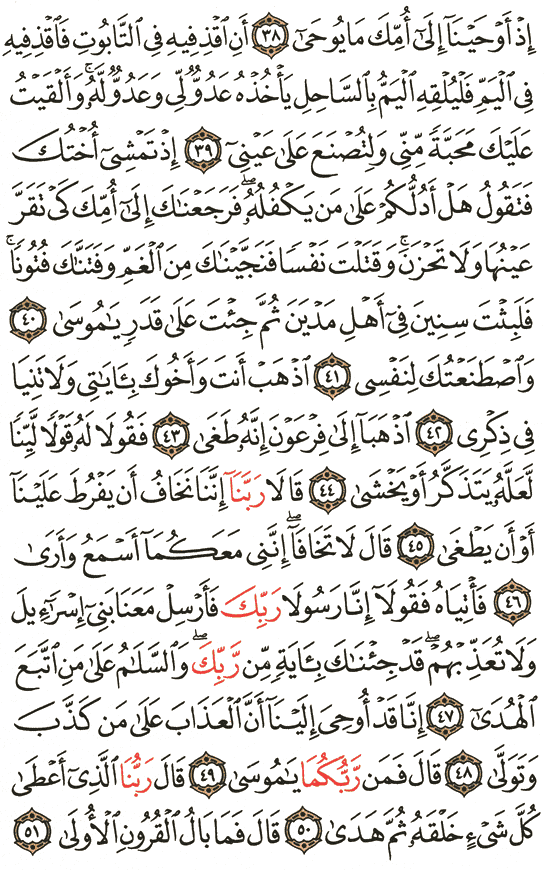 إِذْ أَوْحَيْنَآ إِلَىٰٓ أُمِّكَ مَا يُوحَىٰٓ ٣٨ أَنِ ٱقْذِفِيهِ فِى ٱلتَّابُوتِ فَٱقْذِفِيهِ
فِى ٱلْيَمِّ فَلْيُلْقِهِ ٱلْيَمُّ بِٱلسَّاحِلِ يَأْخُذْهُ عَدُوٌّ لِّى وَعَدُوٌّ لَّهُۥ ۚ وَأَلْقَيْتُ
عَلَيْكَ مَحَبَّةً مِّنِّى وَلِتُصْنَعَ عَلَىٰ عَيْنِىٓ ٣٩ إِذْ تَمْشِىٓ أُخْتُكَ
فَتَقُولُ هَلْ أَدُلُّكُمْ عَلَىٰ مَن يَكْفُلُهُۥ ۖ فَرَجَعْنَٰكَ إِلَىٰٓ أُمِّكَ كَىْ تَقَرَّ
عَيْنُهَا وَلَا تَحْزَنَ ۚ وَقَتَلْتَ نَفْسًا فَنَجَّيْنَٰكَ مِنَ ٱلْغَمِّ وَفَتَنَّٰكَ فُتُونًا ۚ
فَلَبِثْتَ سِنِينَ فِىٓ أَهْلِ مَدْيَنَ ثُمَّ جِئْتَ عَلَىٰ قَدَرٍ يَٰمُوسَىٰ ٤٠
وَٱصْطَنَعْتُكَ لِنَفْسِى ٤١ ٱذْهَبْ أَنتَ وَأَخُوكَ بِـَٔايَٰتِى وَلَا تَنِيَا
فِى ذِكْرِى ٤٢ ٱذْهَبَآ إِلَىٰ فِرْعَوْنَ إِنَّهُۥ طَغَىٰ ٤٣ فَقُولَا لَهُۥ قَوْلًا لَّيِّنًا
لَّعَلَّهُۥ يَتَذَكَّرُ أَوْ يَخْشَىٰ ٤٤ قَالَا رَبَّنَآ إِنَّنَا نَخَافُ أَن يَفْرُطَ عَلَيْنَآ
أَوْ أَن يَطْغَىٰ ٤٥ قَالَ لَا تَخَافَآ ۖ إِنَّنِى مَعَكُمَآ أَسْمَعُ وَأَرَىٰ
٤٦ فَأْتِيَاهُ فَقُولَآ إِنَّا رَسُولَا رَبِّكَ فَأَرْسِلْ مَعَنَا بَنِىٓ إِسْرَٰٓءِيلَ
وَلَا تُعَذِّبْهُمْ ۖ قَدْ جِئْنَٰكَ بِـَٔايَةٍ مِّن رَّبِّكَ ۖ وَٱلسَّلَٰمُ عَلَىٰ مَنِ ٱتَّبَعَ
ٱلْهُدَىٰٓ ٤٧ إِنَّا قَدْ أُوحِىَ إِلَيْنَآ أَنَّ ٱلْعَذَابَ عَلَىٰ مَن كَذَّبَ
وَتَوَلَّىٰ ٤٨ قَالَ فَمَن رَّبُّكُمَا يَٰمُوسَىٰ ٤٩ قَالَ رَبُّنَا ٱلَّذِىٓ أَعْطَىٰ
كُلَّ شَىْءٍ خَلْقَهُۥ ثُمَّ هَدَىٰ ٥٠ قَالَ فَمَا بَالُ ٱلْقُرُونِ ٱلْأُولَىٰ ٥١